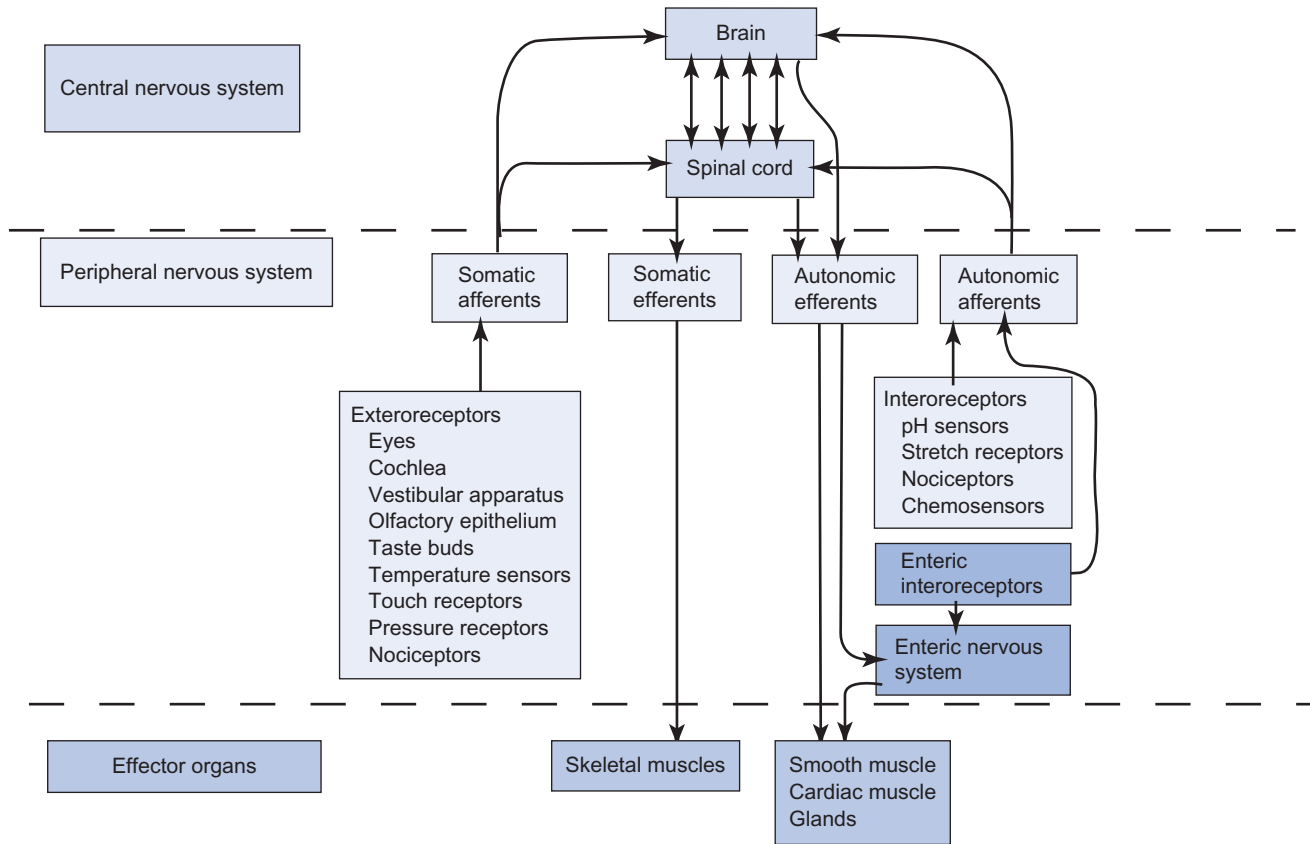 Brain
Central nervous system
Spinal cord
Peripheral nervous system
Somatic
afferents
Somatic
efferents
Autonomic
efferents
Autonomic
afferents
Exteroreceptors
Eyes
Cochlea
Vestibular apparatus
Olfactory epithelium
Taste buds
Temperature sensors
Touch receptors
Pressure receptors
Nociceptors
Interoreceptors
pH sensors
Stretch receptors
Nociceptors
Chemosensors
Enteric
interoreceptors
Enteric nervous
system
Effector organs
Skeletal muscles
Smooth muscle
Cardiac muscle
Glands